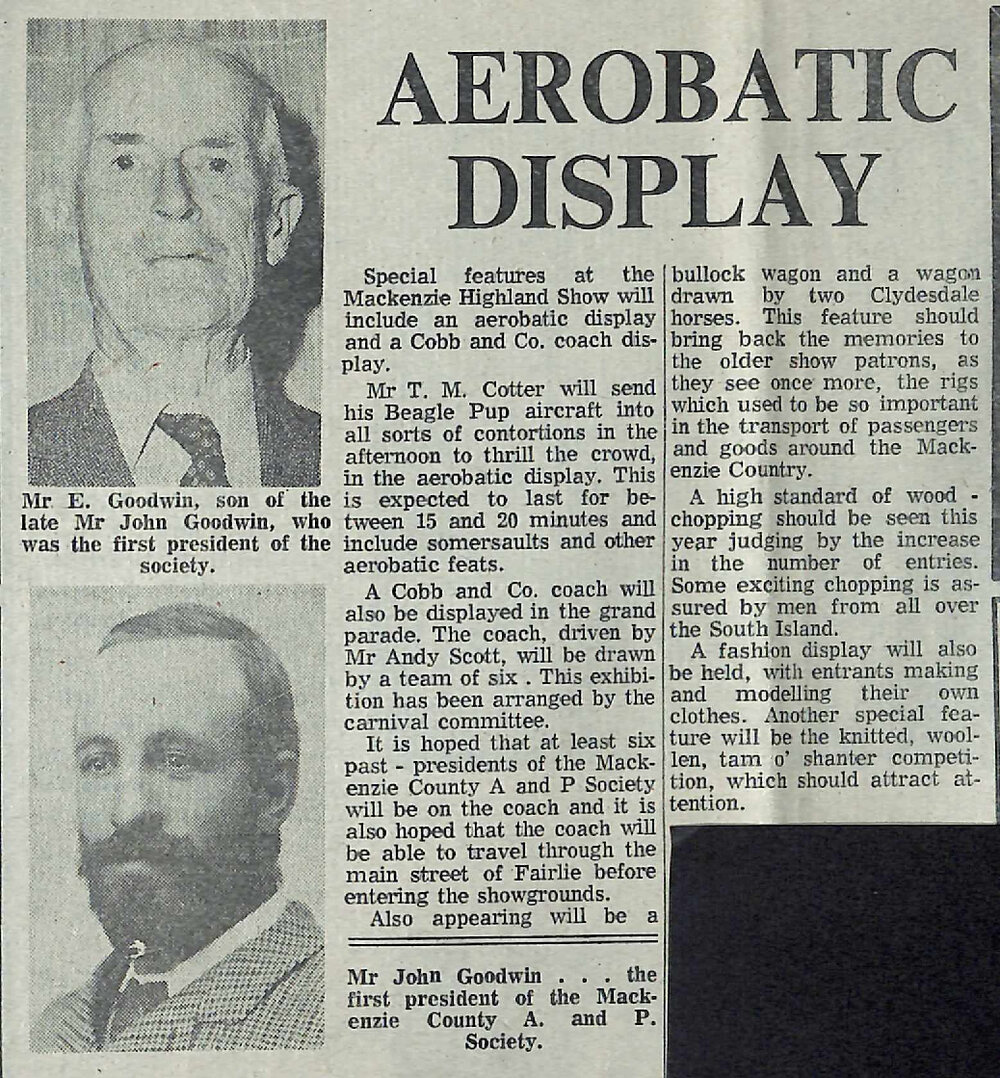 AEROBATIC
DISPLAY
Mr. E. Goodwin, son of the
late Mr John Goodwin, who
was the first president of the
society.
Special features at the
Mackenzie Highland Show will
include an aerobatic display
and a Cobb and Co. coach dis-
play.
Mr T. M. Cotter will send
his Beagle Pup aircraft into
all sorts of contortions in the
afternoon to thrill the crowd,
in the aerobatic display. This
is expected to last for be-
tween 15 and 20 minutes and
include somersaults and other
aerobatic feats.
A Cobb and Co. coach will
also be displayed in the grand
parade. The coach, driven by
Mr Andy Scott, will be drawn
by a team of six . This exhibi-
tion has been arranged by the
carnival committee.
It is hoped that at least six
past - presidents of the Mack-
enzie County A and P Society
will be on the coach and it is
also hoped that the coach will
be able to travel through the
main street of Fairlie before
entering the showgrounds.
Also appearing will be a
bullock wagon and a wagon
drawn by two Clydesdale
horses. This feature should
bring back the memories to
the older show patrons, as
they see once more, the rigs
which used to be so important
in the transport of passengers
and goods around the Mack-
enzie Country.
A high standard of wood -
chopping should be seen this
year judging by the increase
in the number of entries.
Some exciting chopping is as-
sured by men from all over
the South Island.
A fashion display will also
be held, with entrants making
and modelling their own
clothes. Another special fea-
ture will be the knitted, wool-
len, tam o' shanter competi-
tion, which should attract at-
tention.
Mr John Goodwin . . . the
first president of the Mack-
enzie County A. and P.
Society.